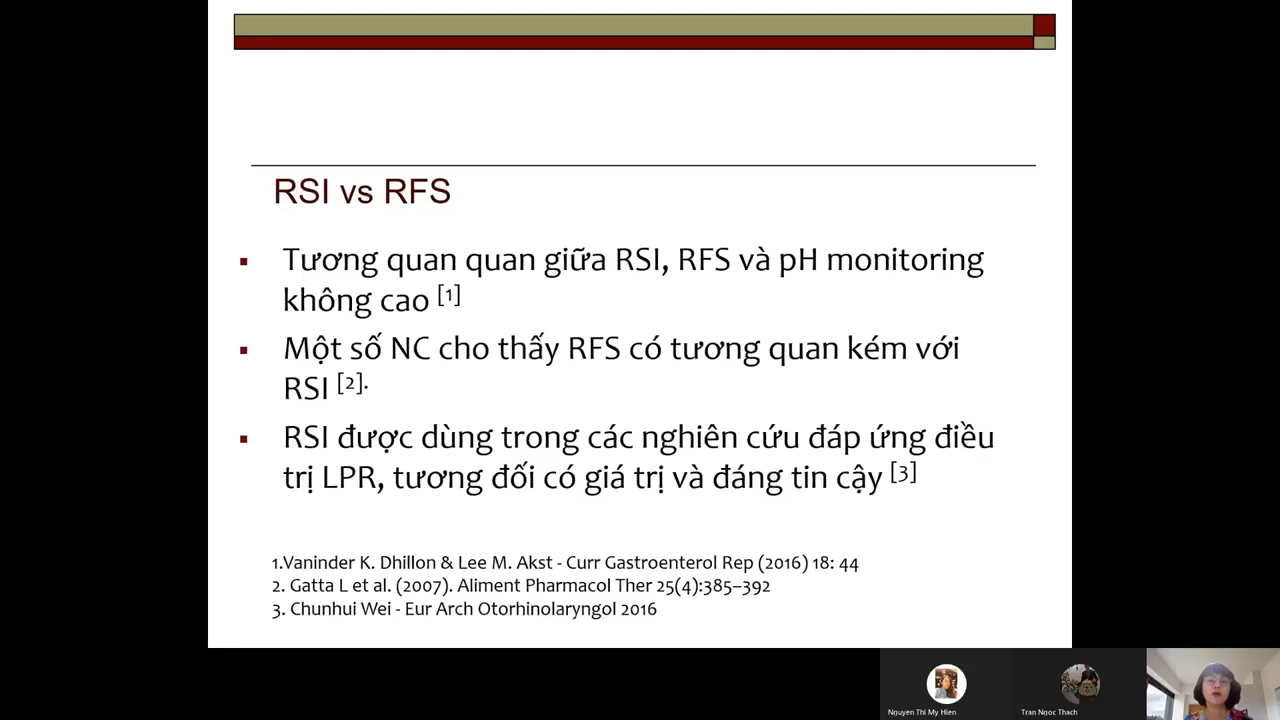 RSI vs RFS
Tương quan quan giữa RSI, RFS và pH monitoring
không cao [1]
Một số NC cho thấy RFS có tương quan kém với
RSI [2].
RSI được dùng trong các nghiên cứu đáp ứng điều
trị LPR, tương đối có giá trị và đáng tin cậy [3]
1.Vaninder K. Dhillon & Lee M. Akst - Curr Gastroenterol Rep (2016) 18: 44
2. Gatta L et al. (2007). Aliment Pharmacol Ther 25(4):385–392
3. Chunhui Wei - Eur Arch Otorhinolaryngol 2016
Nguyen Thi My Hien
Tran Ngoc Thach